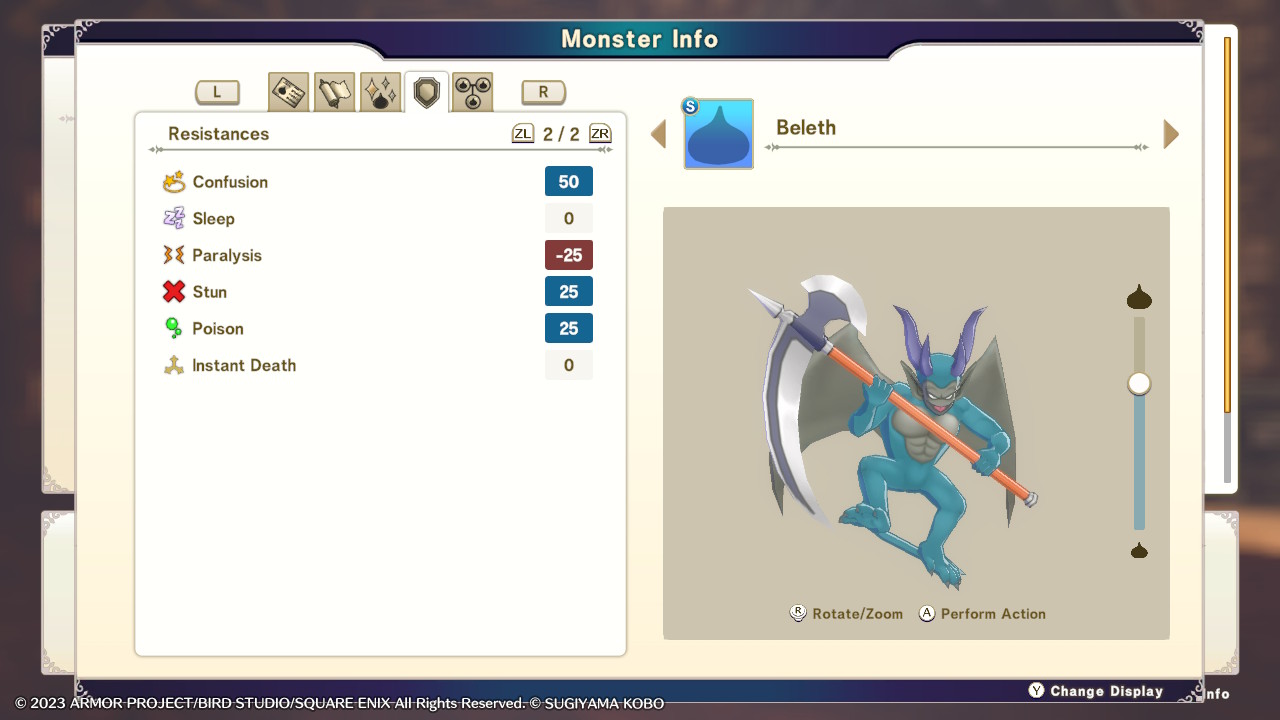 Monster Info
L
R
Resistances
ZL 2 / 2 ZR
Confusion 50
Sleep 0
Paralysis -25
Stun 25
Poison 25
Instant Death 0
S
Beleth
R Rotate/Zoom A Perform Action
Y Change Display
nfo
© 2023 ARMOR PROJECT/BIRD STUDIO/SQUARE ENIX All Rights Reserved. © SUGIYAMA KOBO